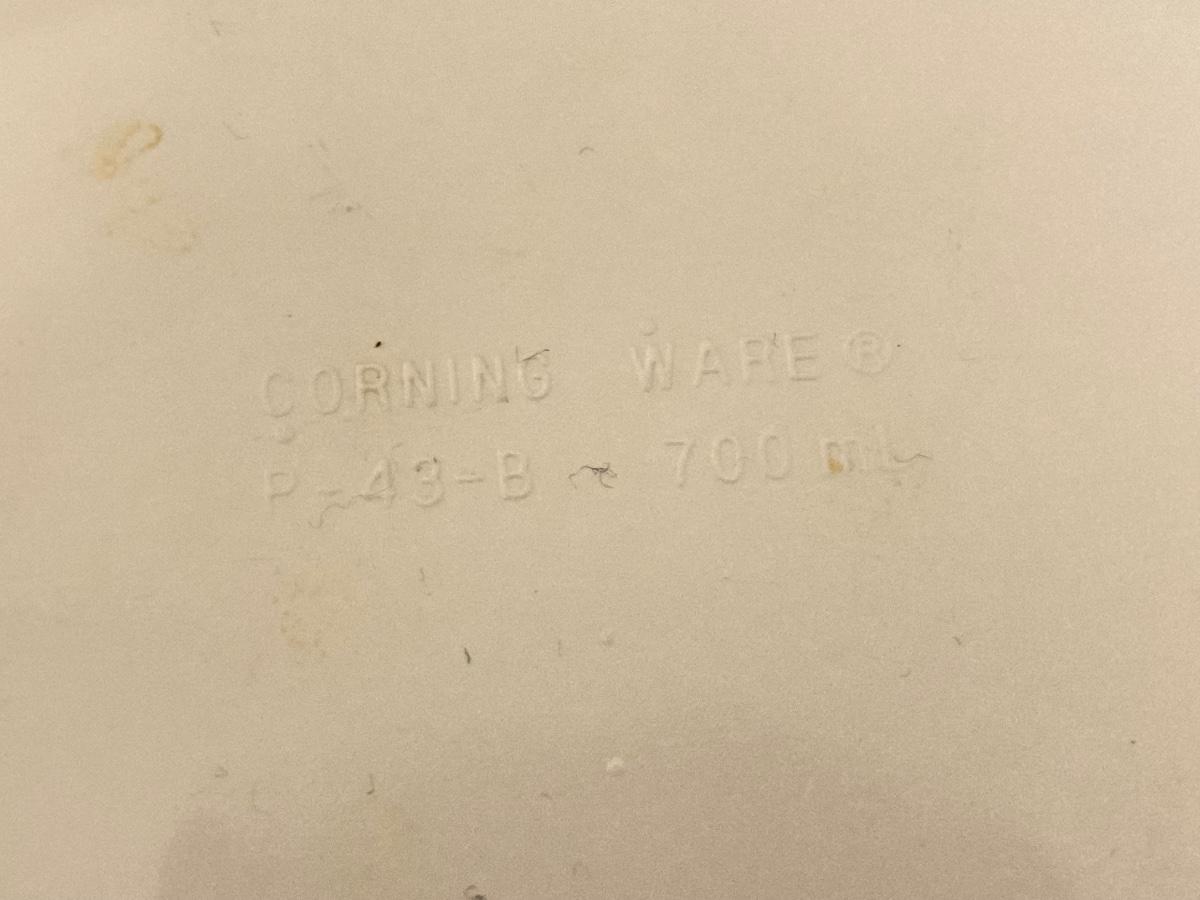 CORNING WARE ®
P-43-B - 700 mL